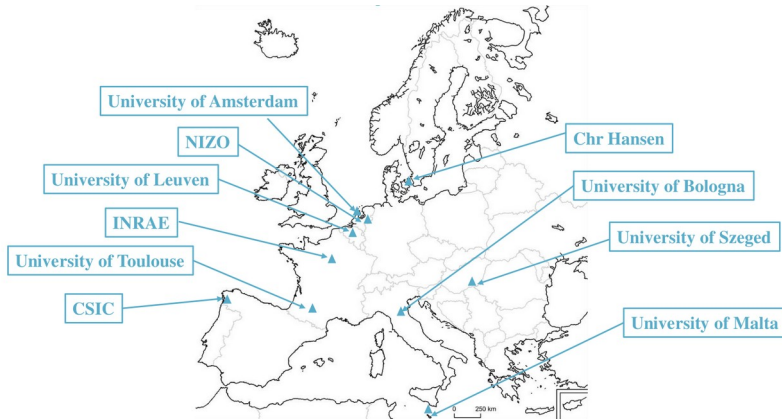 University of Amsterdam
NIZO
University of Leuven
INRAE
University of Toulouse
CSIC
Chr Hansen
University of Bologna
University of Szeged
University of Malta
0 250 km